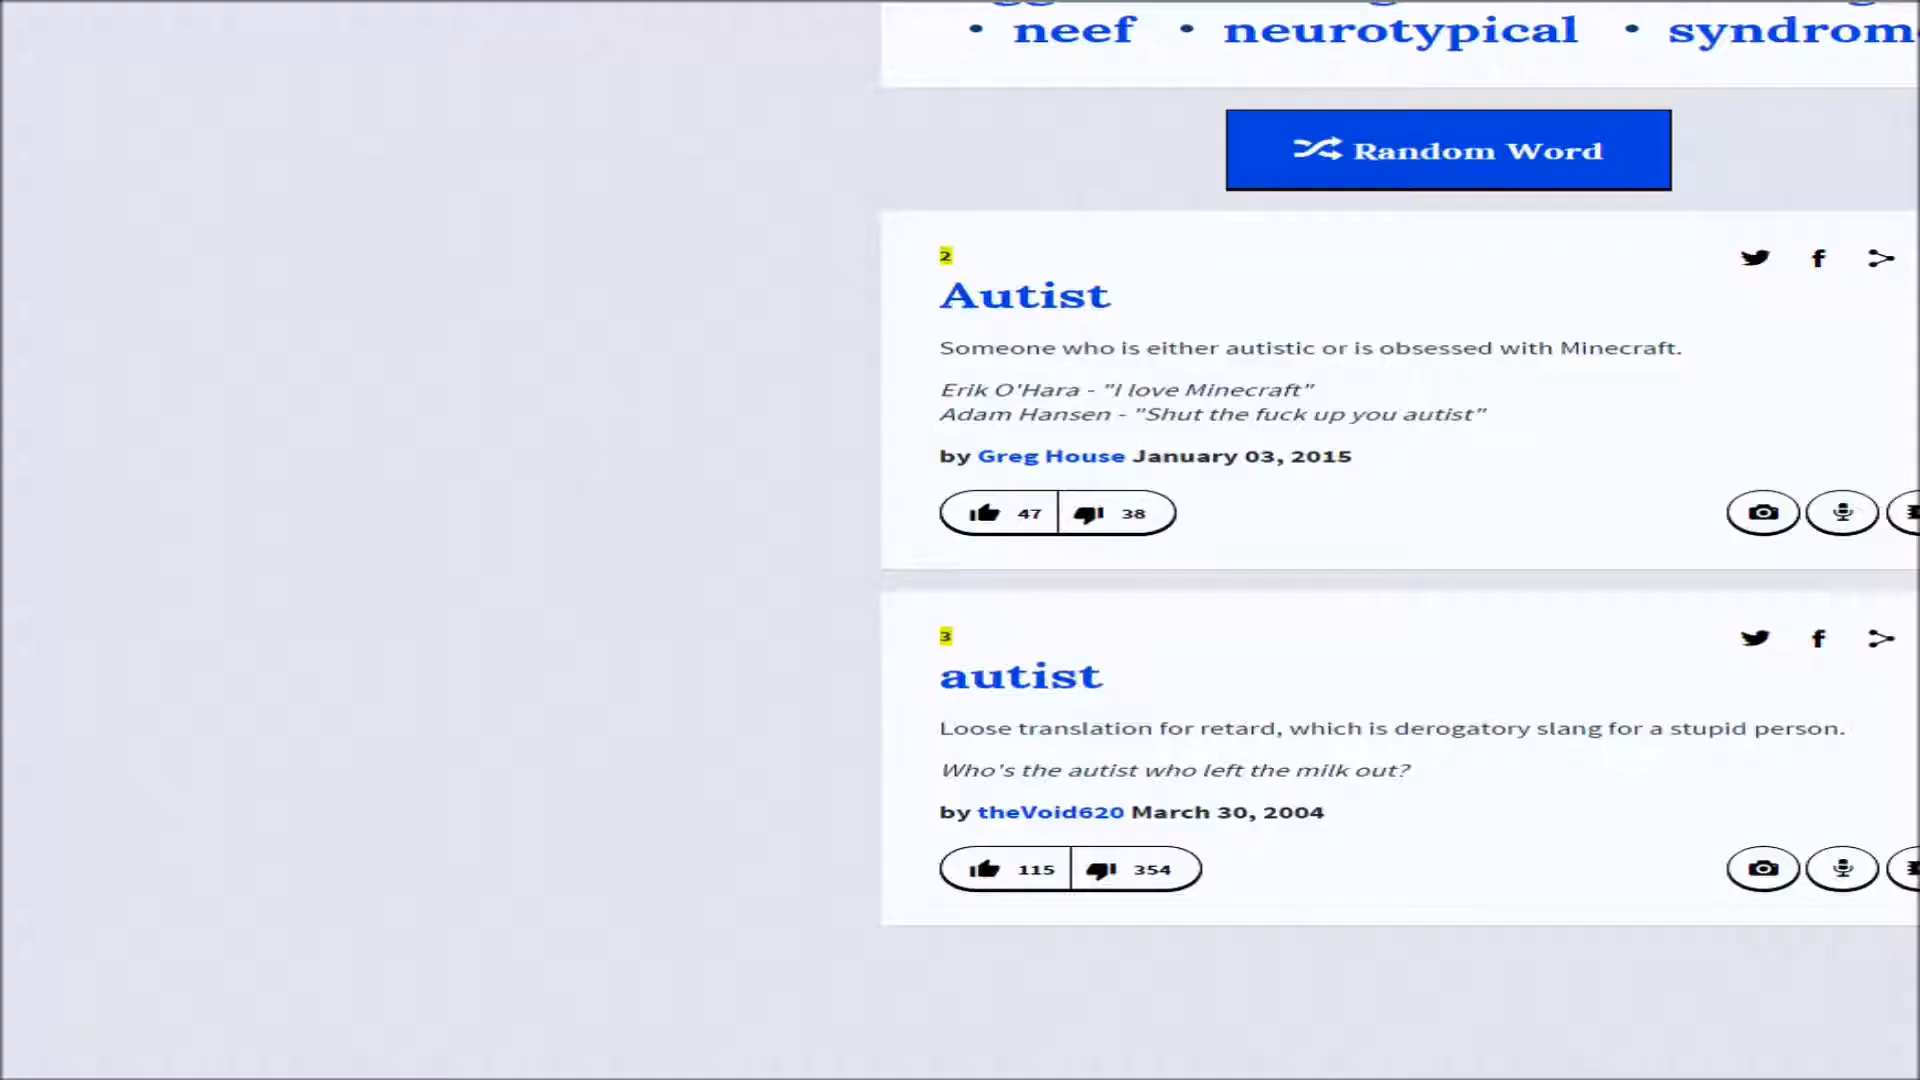 • neef • neurotypical • syndrom
Random Word
2
Autist
Someone who is either autistic or is obsessed with Minecraft.
Erik O'Hara - "I love Minecraft"
Adam Hansen - "Shut the fuck up you autist"
by Greg House January 03, 2015
47 38
3
autist
Loose translation for retard, which is derogatory slang for a stupid person.
Who's the autist who left the milk out?
by theVoid620 March 30, 2004
115 354